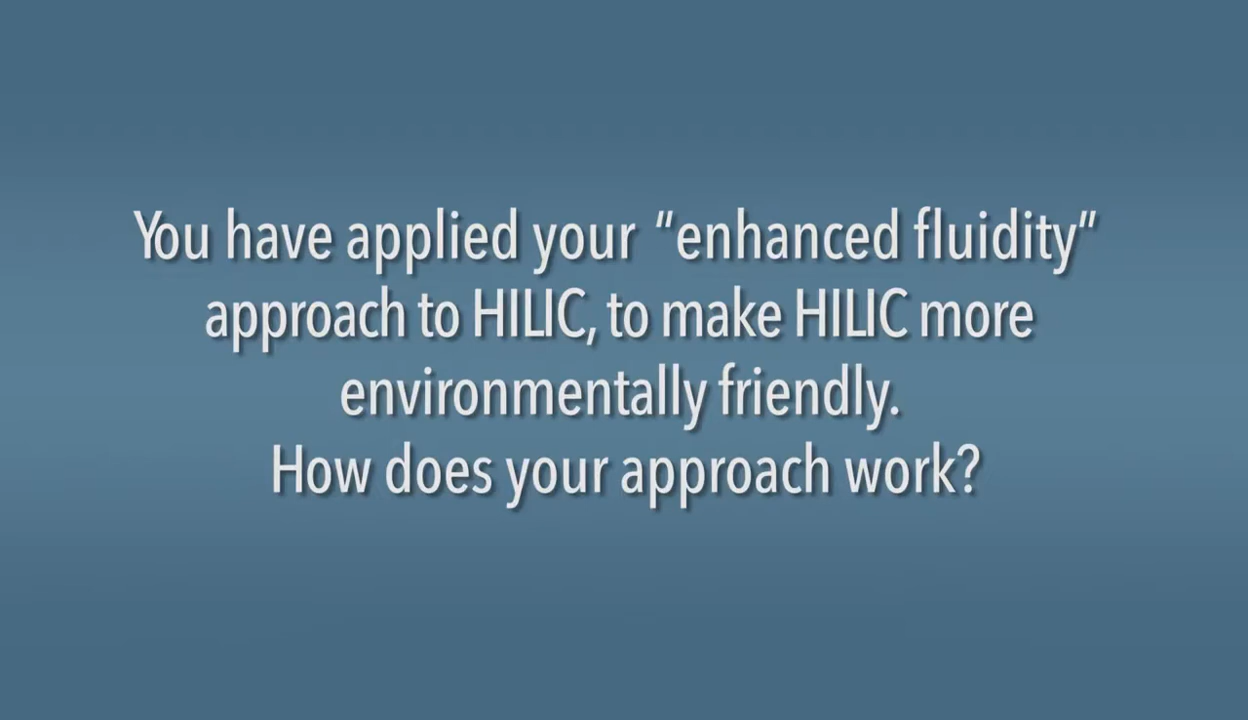 You have applied your “enhanced fluidity”
approach to HILIC, to make HILIC more
environmentally friendly.
How does your approach work?